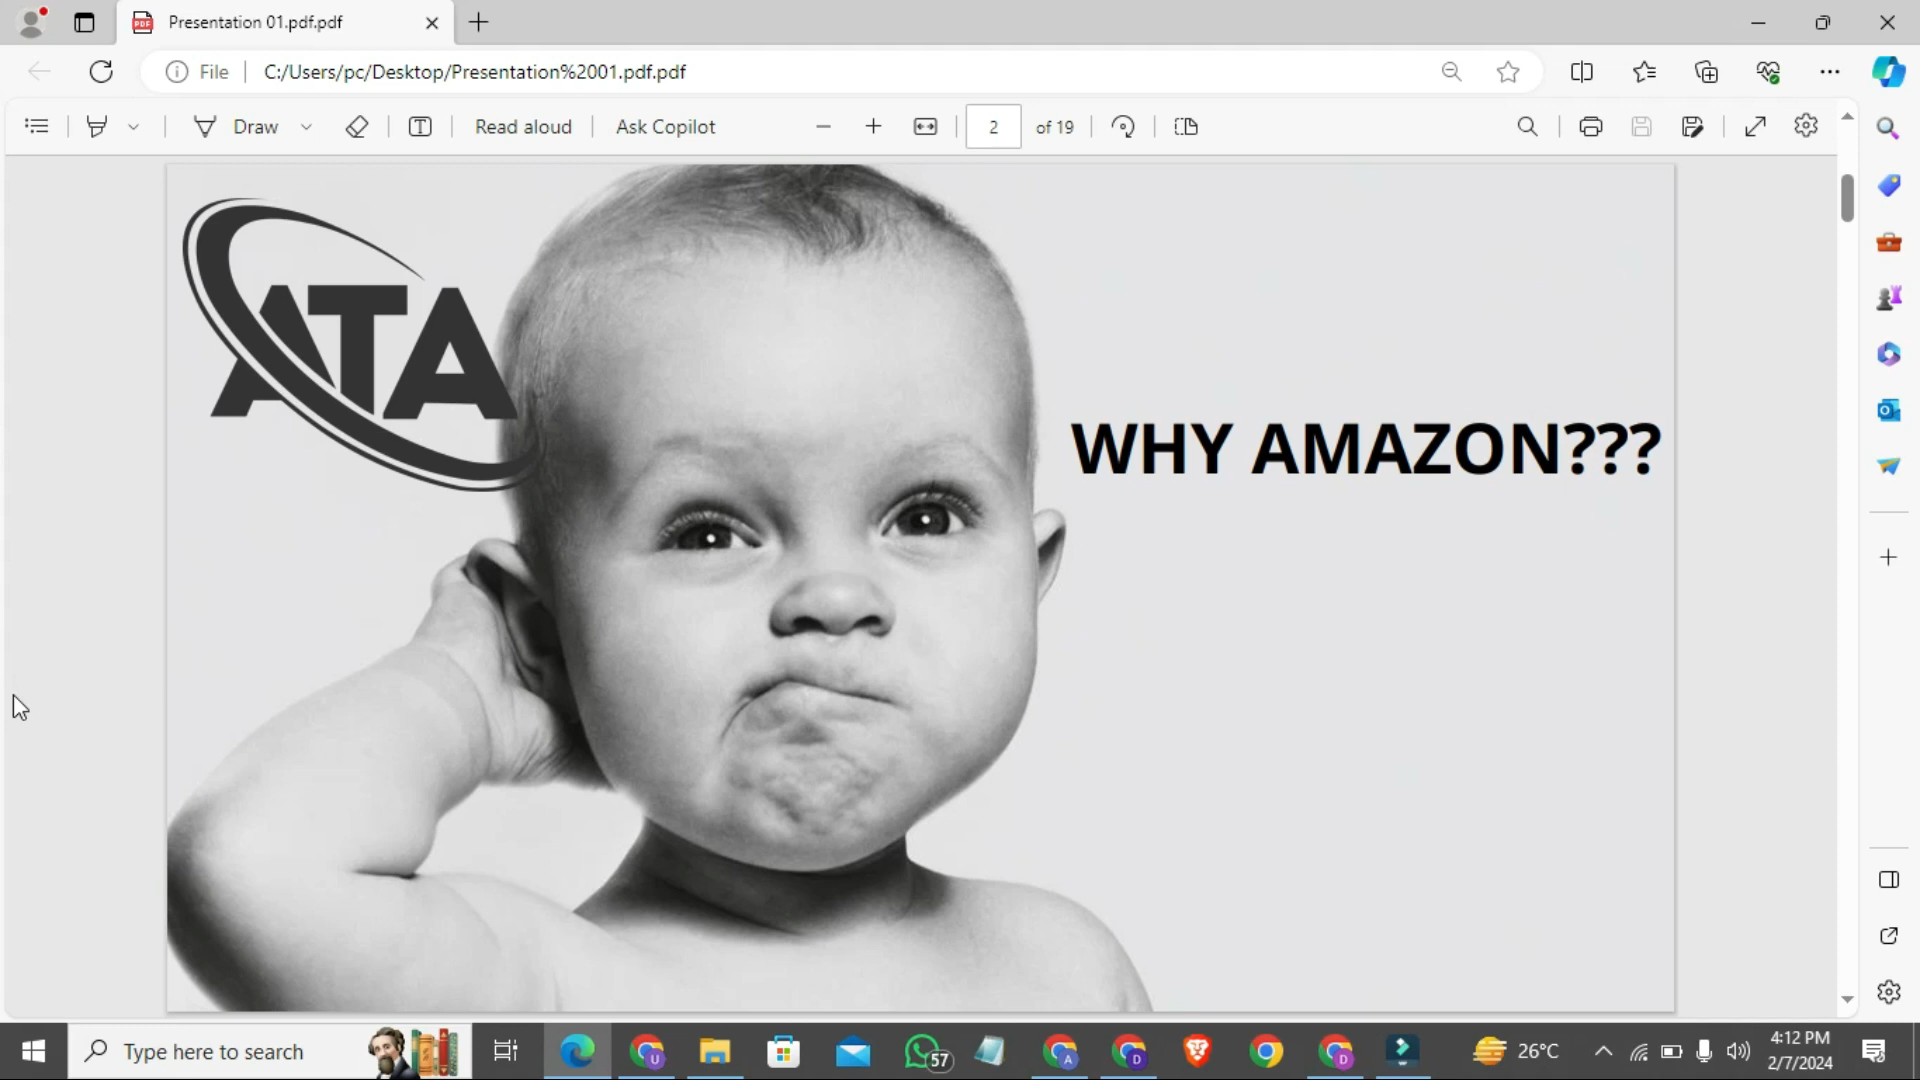 Presentation 01.pdf.pdf
File
C:/Users/pc/Desktop/Presentation%2001.pdf.pdf
Draw
Read aloud
Ask Copilot
2
of 19
ATA
WHY AMAZON???
Type here to search
57
26°C
4:12 PM
2/7/2024